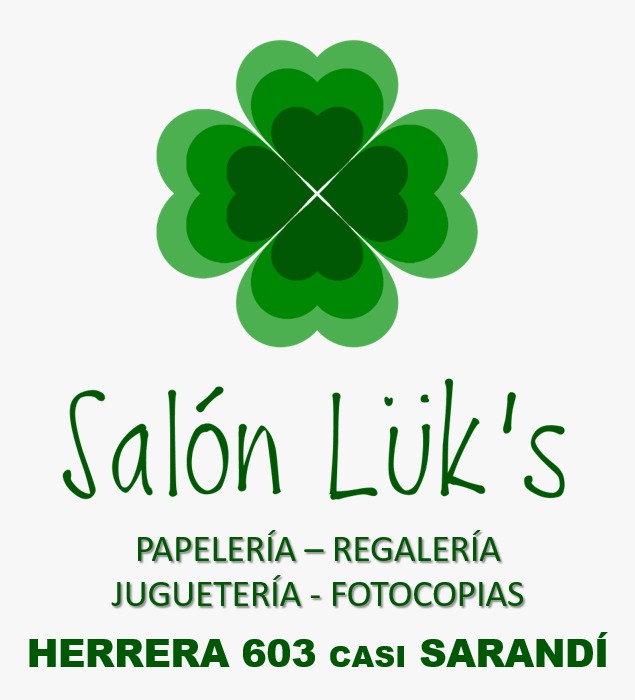 Salón Lük's
PAPELERÍA – REGALERÍA
JUGUETERÍA - FOTOCOPIAS
HERRERA 603 CASI SARANDÍ